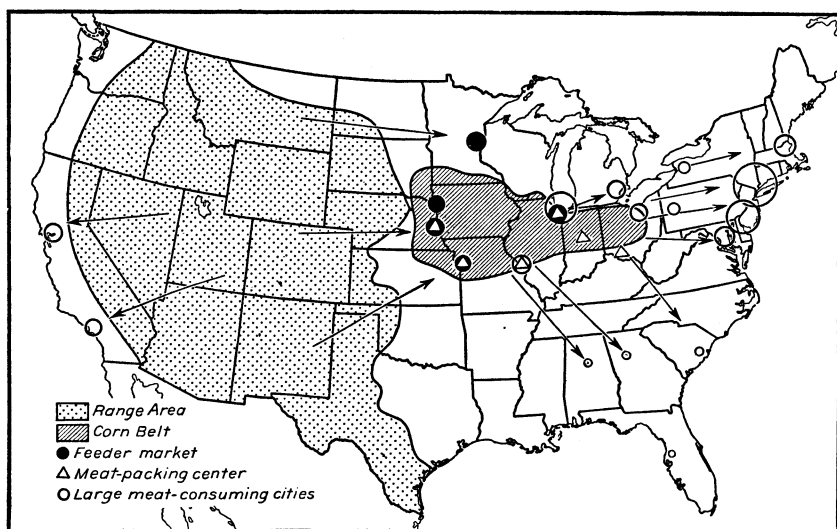 Range Area
Corn Belt
Feeder market
Meat-packing center
Large meat-consuming cities